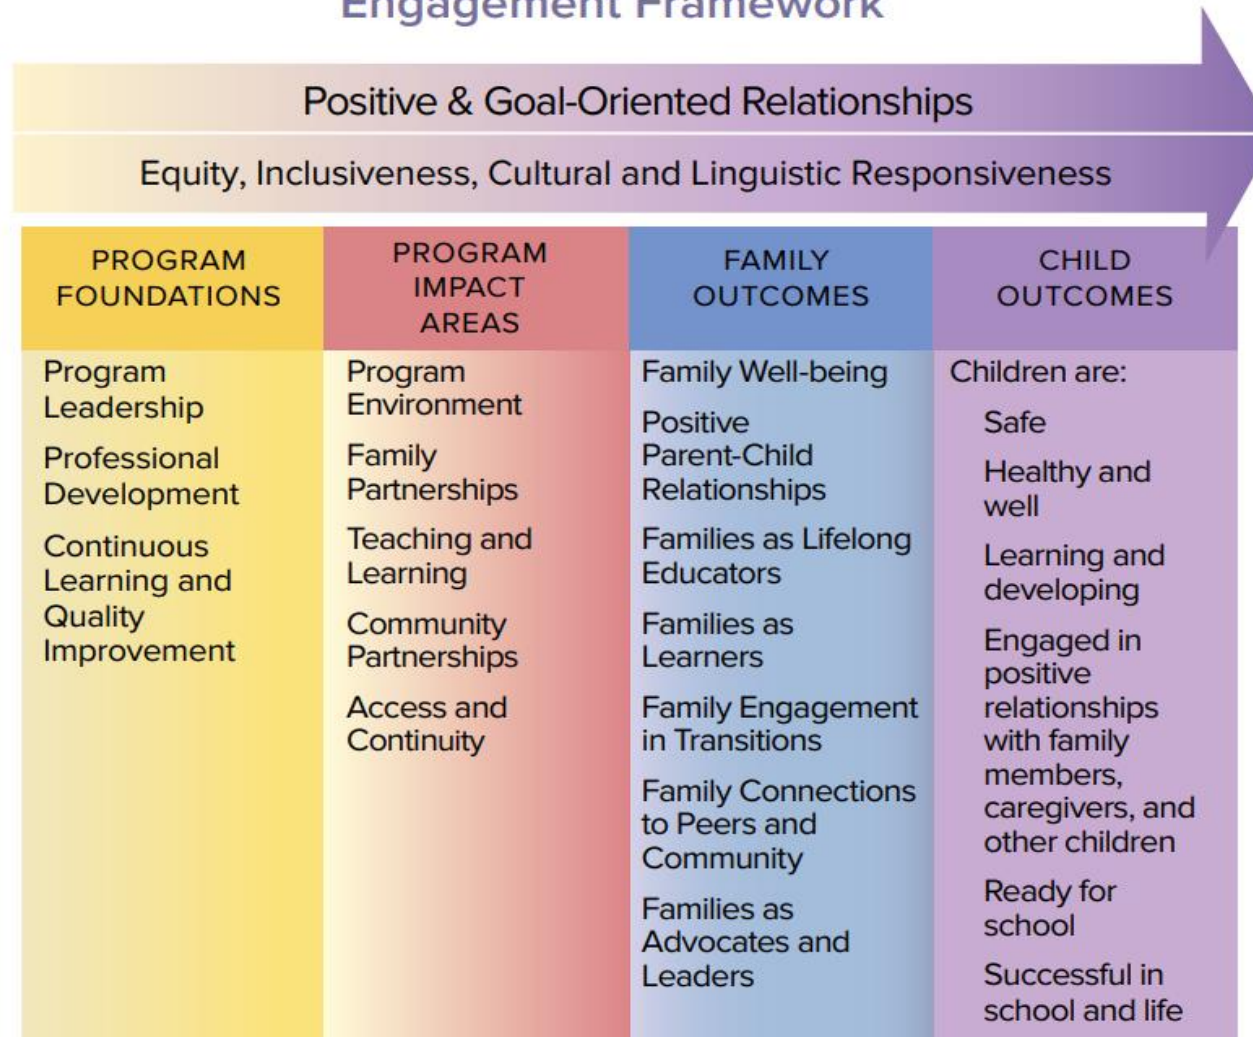 Engagement Framework
Positive & Goal-Oriented Relationships
Equity, Inclusiveness, Cultural and Linguistic Responsiveness
PROGRAM
FOUNDATIONS
Program
Leadership
Professional
Development
Continuous
Learning and
Quality
Improvement
PROGRAM
IMPACT
AREAS
Program
Environment
Family
Partnerships
Teaching and
Learning
Community
Partnerships
Access and
Continuity
FAMILY
OUTCOMES
Family Well-being
Positive
Parent-Child
Relationships
Families as Lifelong
Educators
Families as
Learners
Family Engagement
in Transitions
Family Connections
to Peers and
Community
Families as
Advocates and
Leaders
CHILD
OUTCOMES
Children are:
Safe
Healthy and
well
Learning and
developing
Engaged in
positive
relationships
with family
members,
caregivers, and
other children
Ready for
school
Successful in
school and life